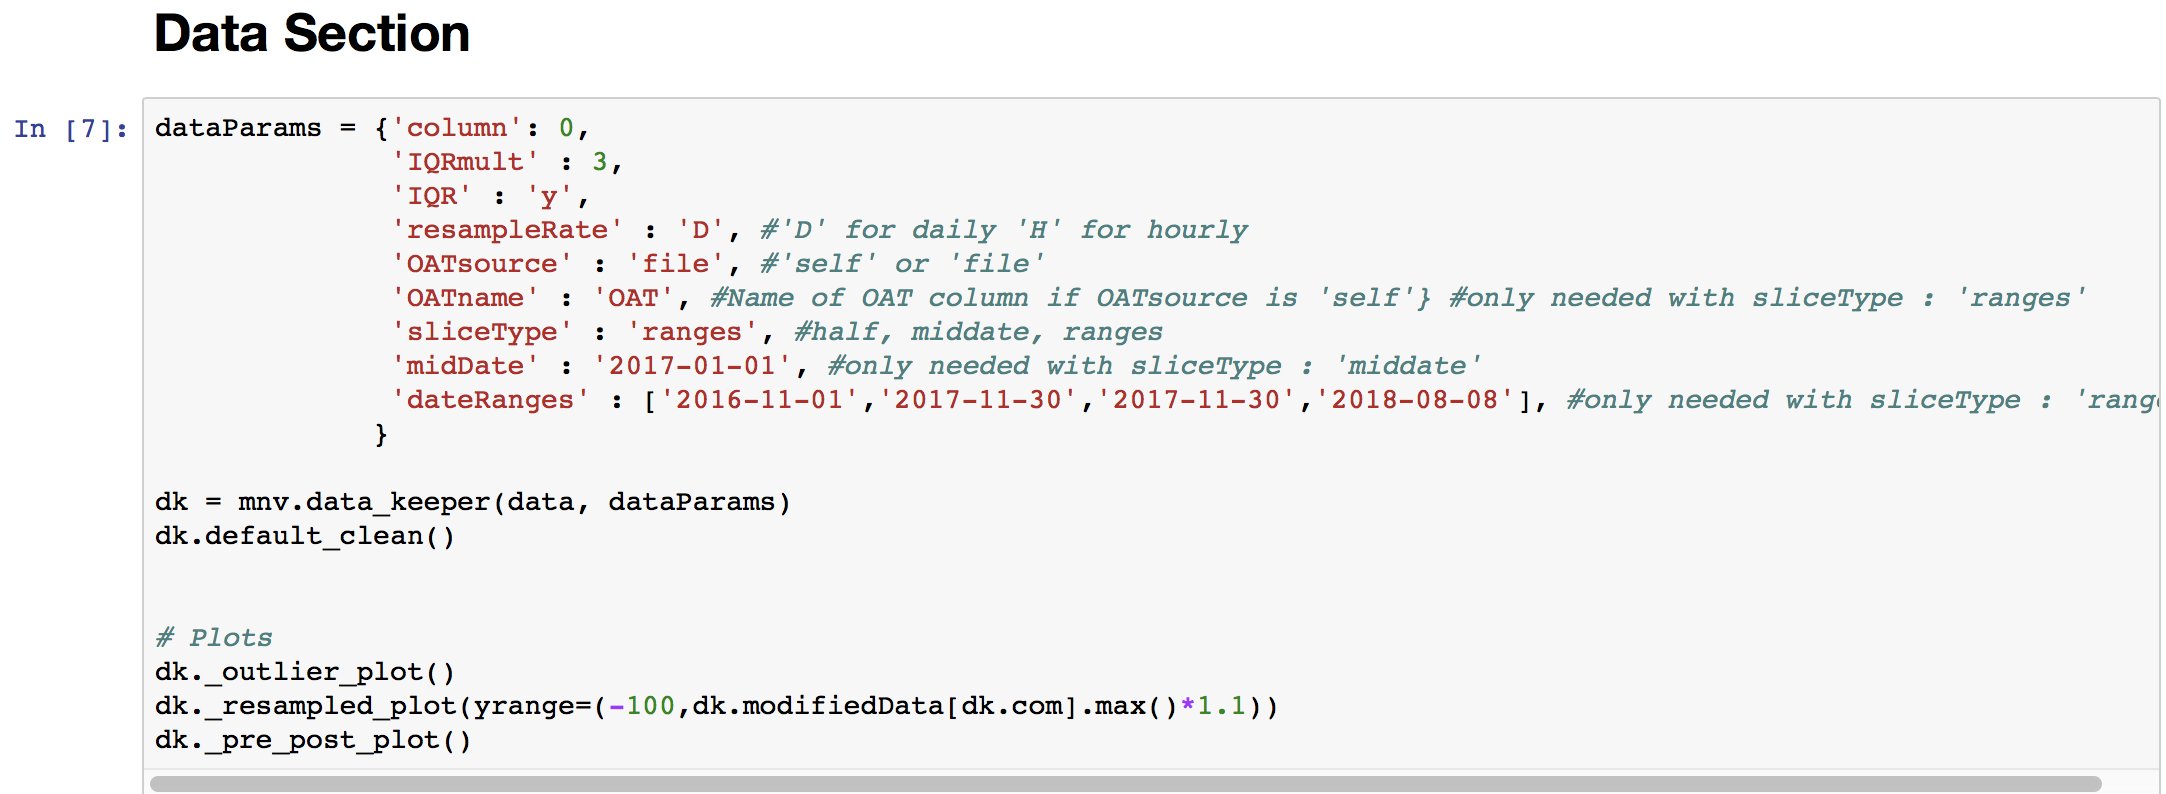 Data Section
In [7]:
dataParams = {'column': 0,
'IQRmult' : 3,
'IQR' : 'y',
'resampleRate' : 'D', #'D' for daily 'H' for hourly
'OATsource' : 'file', #'self' or 'file'
'OATname' : 'OAT', #Name of OAT column if OATsource is 'self'} #only needed with sliceType : 'ranges'
'sliceType' : 'ranges', #half, middate, ranges
'midDate' : '2017-01-01', #only needed with sliceType : 'middate'
'dateRanges' : ['2016-11-01','2017-11-30','2017-11-30','2018-08-08'], #only needed with sliceType :
}
dk = mnv.data_keeper(data, dataParams)
dk.default_clean()
# Plots
dk._outlier_plot()
dk._resampled_plot(yrange=(-100,dk.modifiedData[dk.com].max()*1.1))
dk._pre_post_plot()